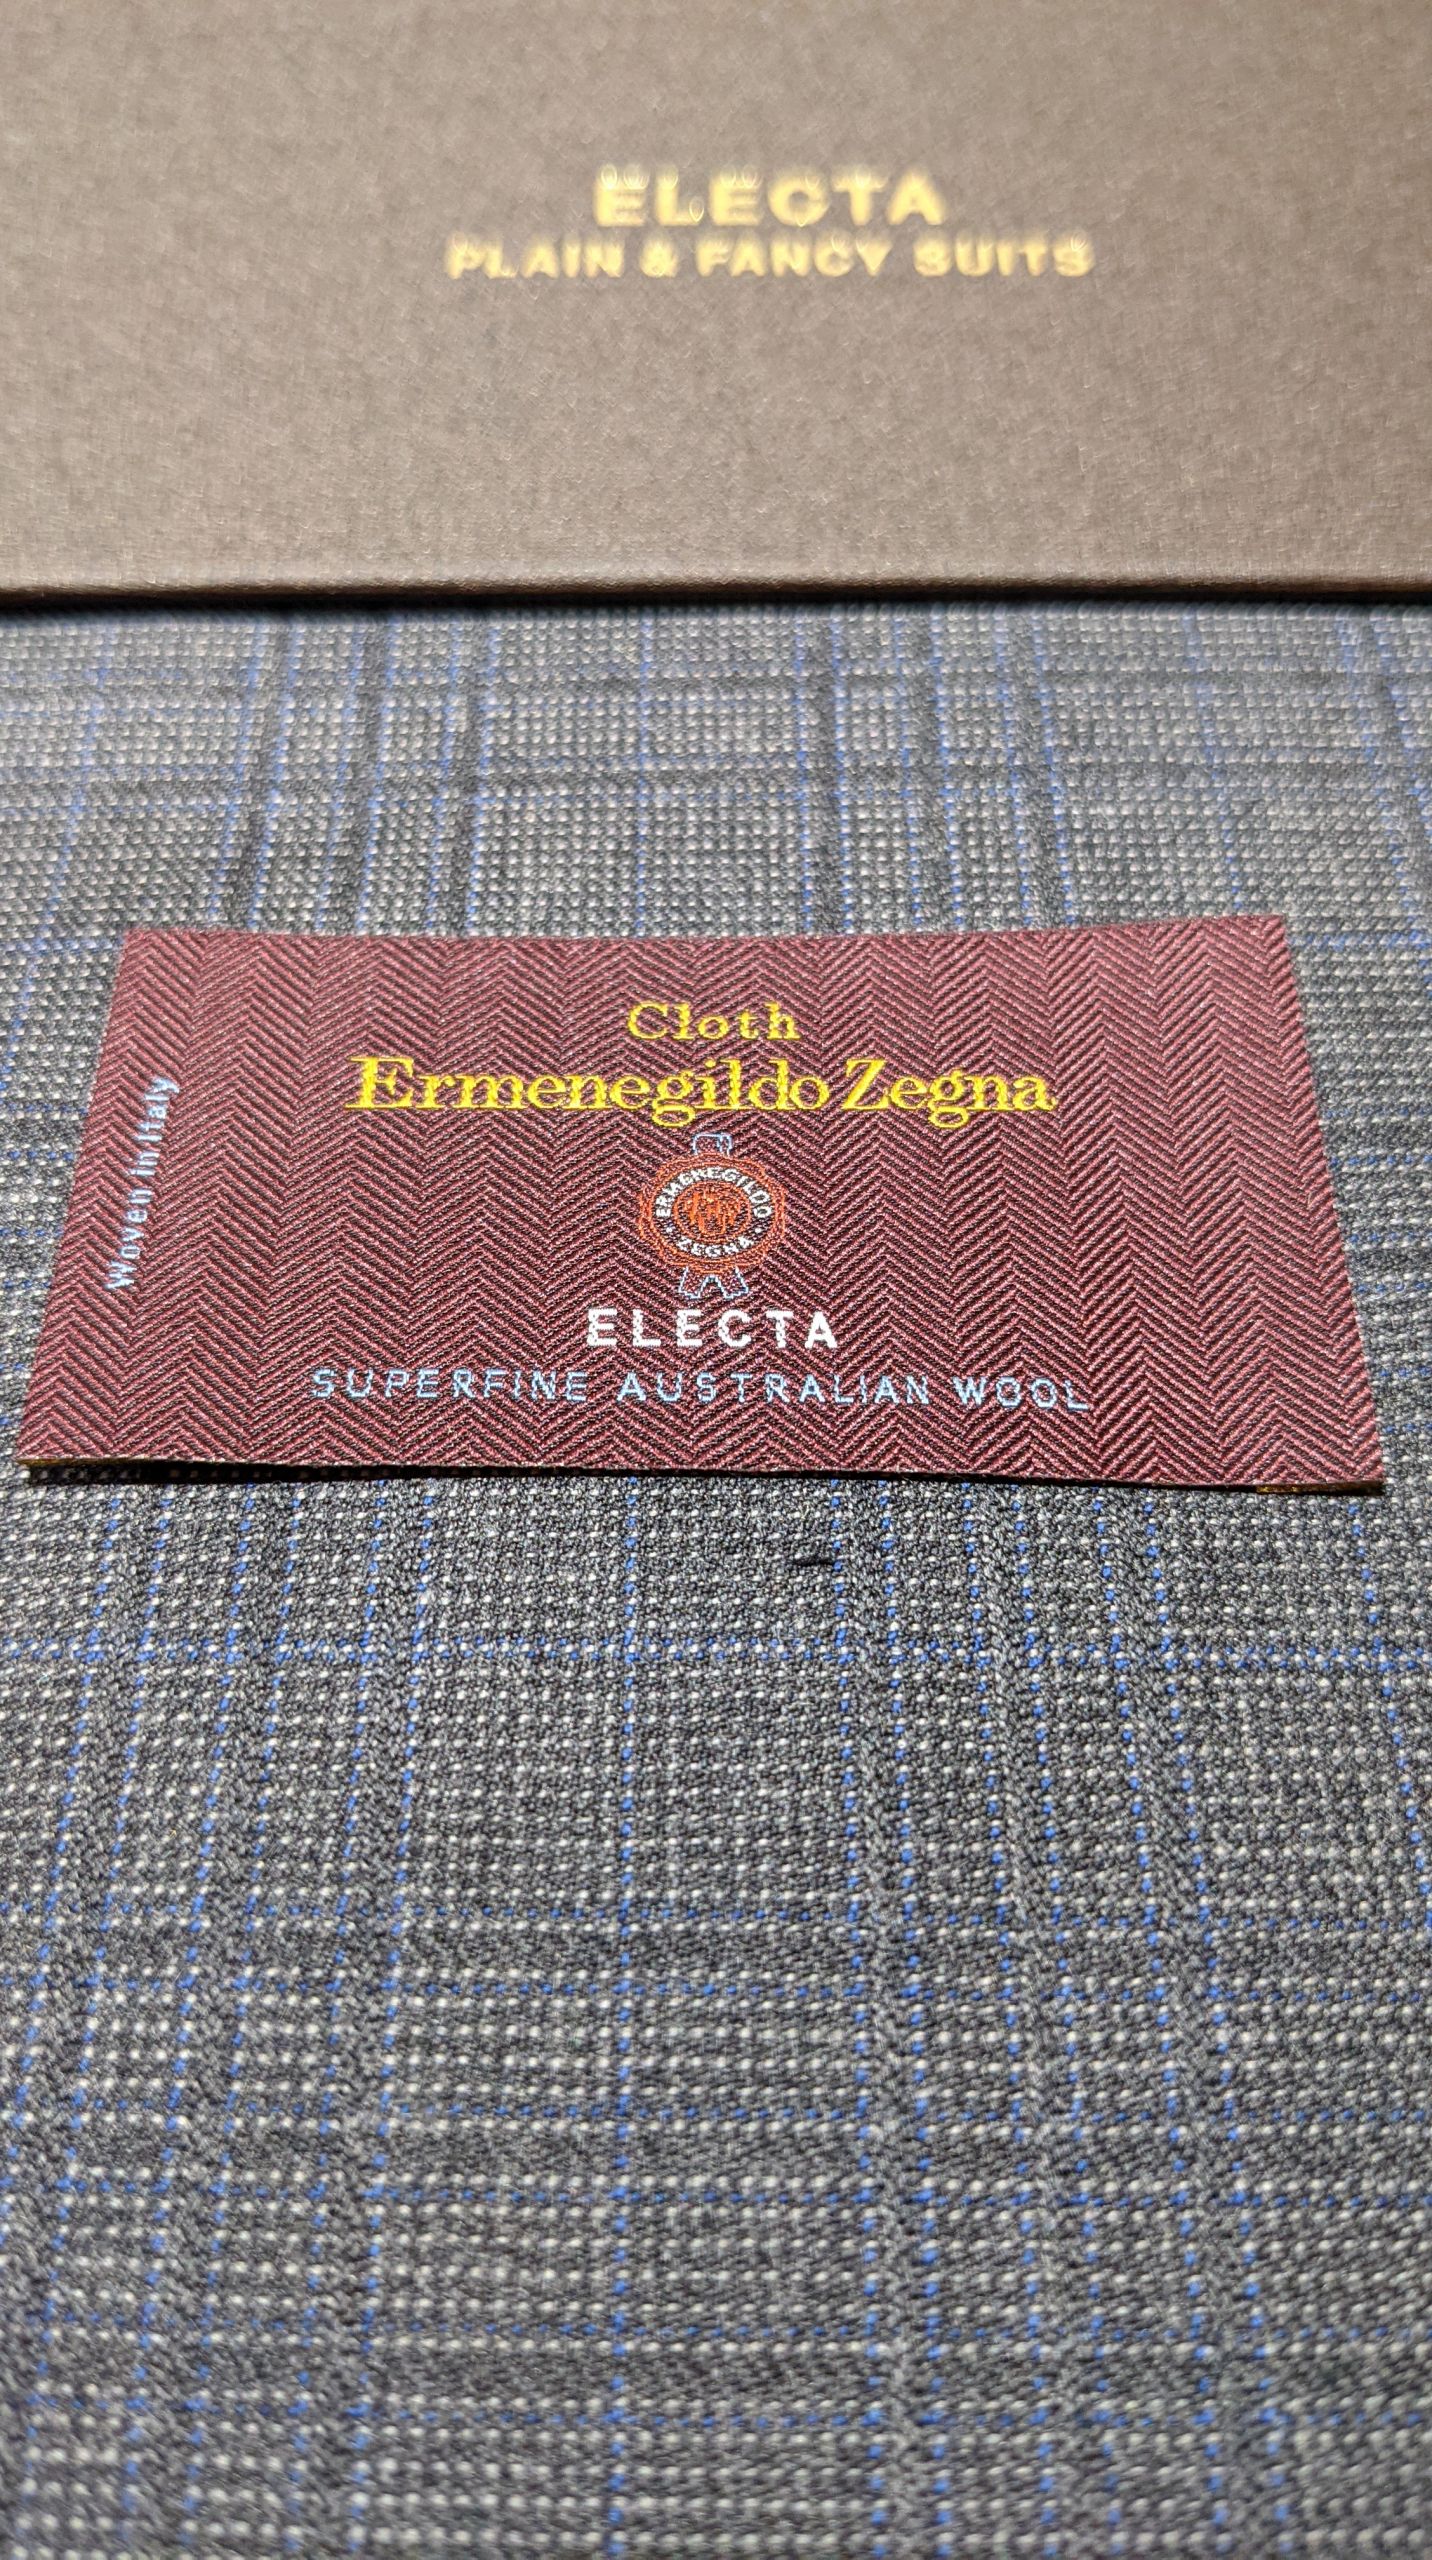 ELECTA
PLAIN & FANCY SUITS
Cloth
Ermenegildo Zegna
Woven in Italy
ERMENEGILDO
ZEGNA
ELECTA
SUPERFINE AUSTRALIAN WOOL